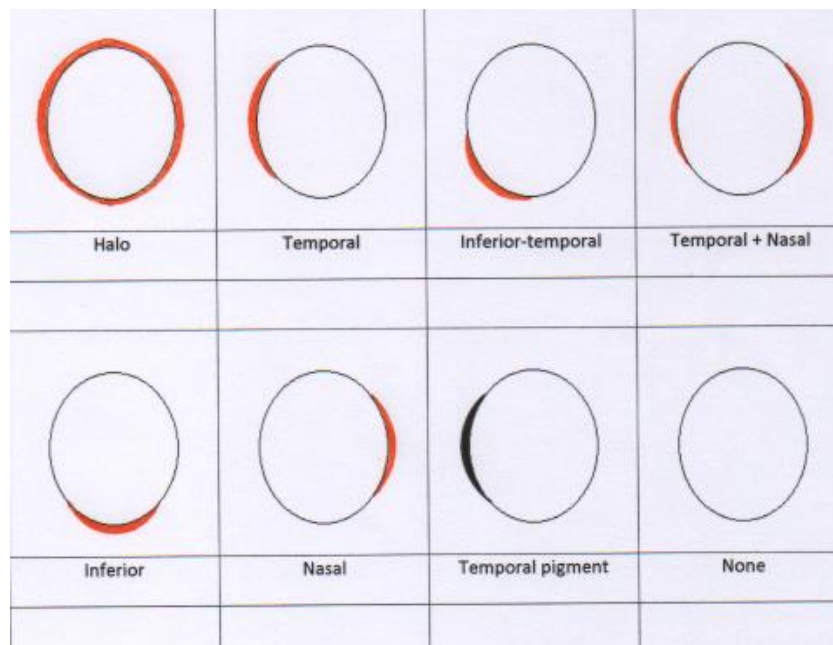 Halo
Temporal
Inferior-temporal
Temporal + Nasal
Inferior
Nasal
Temporal pigment
None